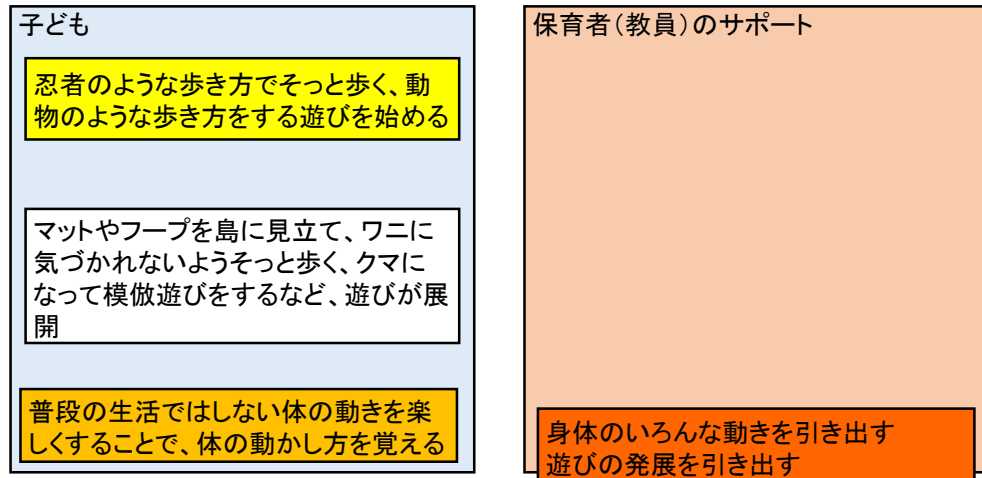 子ども
忍者のような歩き方でそっと歩く、動
物のような歩き方をする遊びを始める
マットやフープを島に見立て、ワニに
気づかれないようそっと歩く、クマに
なって模倣遊びをするなど、遊びが展
開
普段の生活ではしない体の動きを楽
しくすることで、体の動かし方を覚える
保育者（教員）のサポート
身体のいろんな動きを引き出す
遊びの発展を引き出す